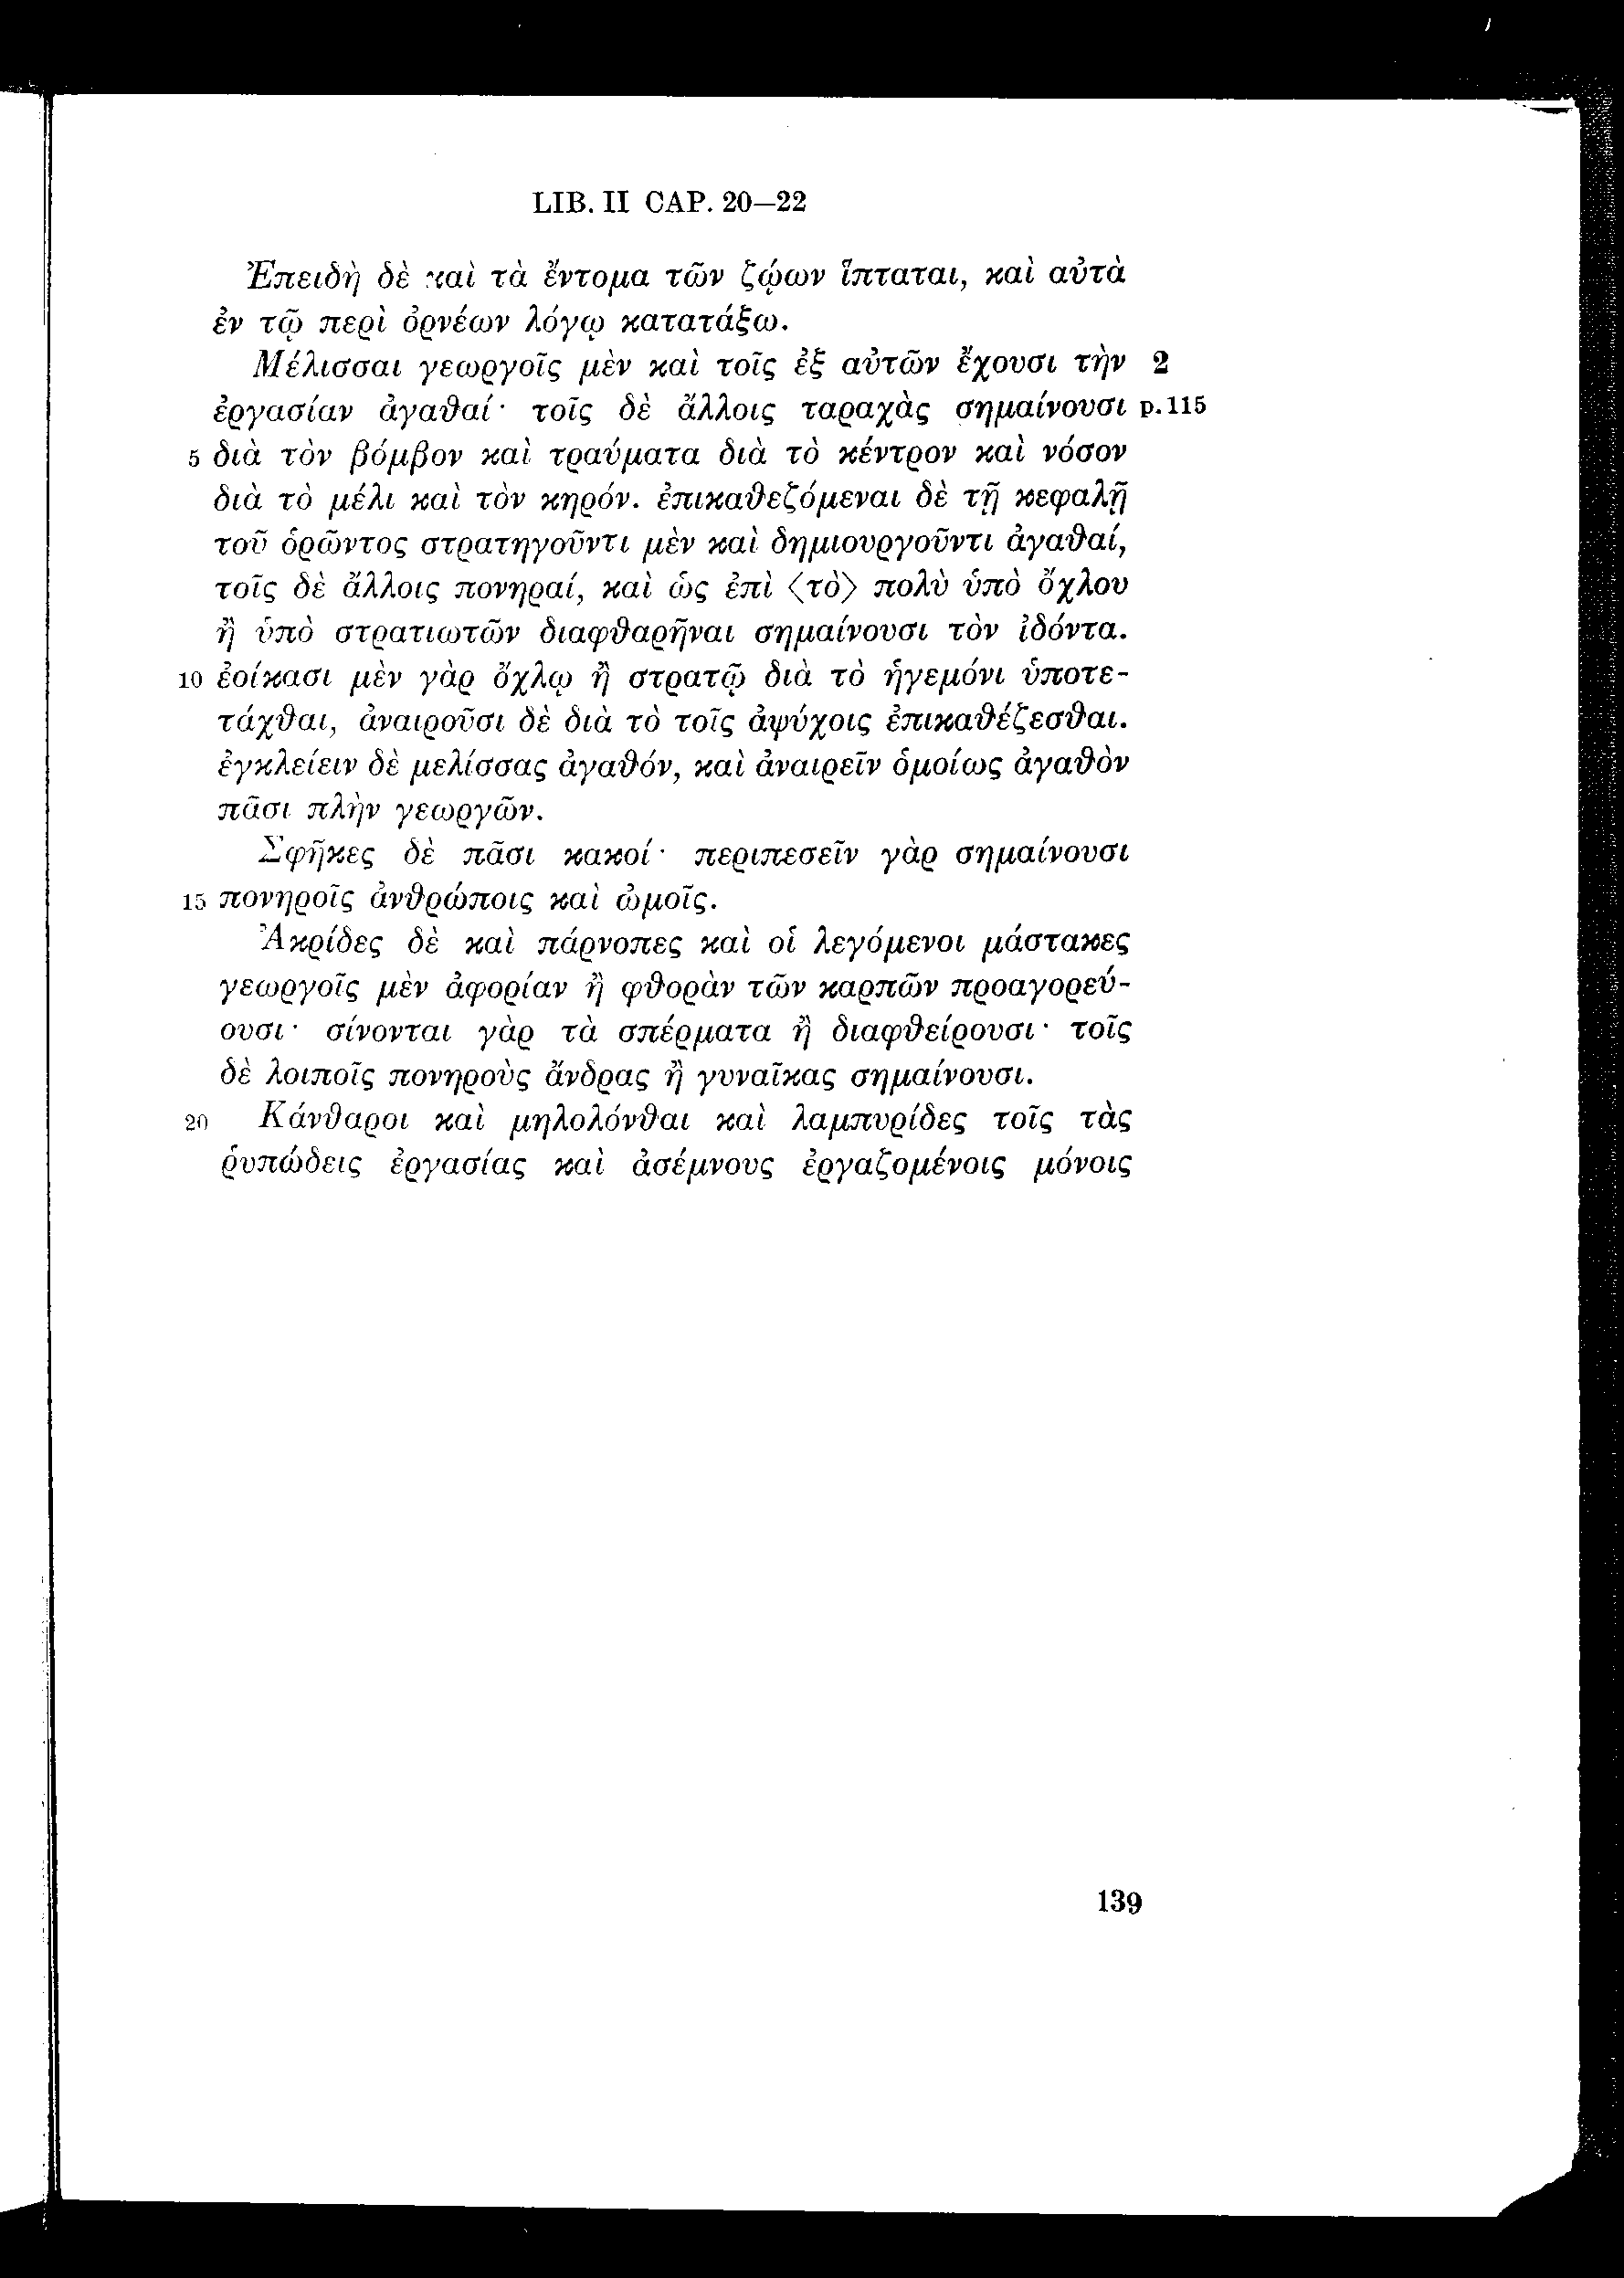 LIB. II CAP. 20–22
Ἐπειδὴ δὲ καὶ τὰ ἔντομα τῶν ζῴων ἵπταται, καὶ αὐτὰ
ἐν τῷ περὶ ὀρνέων λόγῳ κατατάξω.
Μέλισσαι γεωργοῖς μὲν καὶ τοῖς ἐξ αὐτῶν ἔχουσι τὴν 2
ἐργασίαν ἀγαθαί· τοῖς δὲ ἄλλοις ταραχὰς σημαίνουσι p. 115
5 διὰ τὸν βόμβον καὶ τραύματα διὰ τὸ κέντρον καὶ νόσον
διὰ τὸ μέλι καὶ τὸν κηρόν. ἐπικαθεζόμεναι δὲ τῇ κεφαλῇ
τοῦ ὁρῶντος στρατηγοῦντι μὲν καὶ δημιουργοῦντι ἀγαθαί,
τοῖς δὲ ἄλλοις πονηραί, καὶ ὡς ἐπὶ 〈τὸ〉 πολὺ ὑπὸ ὄχλου
ἢ ὑπὸ στρατιωτῶν διαφθαρῆναι σημαίνουσι τὸν ἰδόντα.
10 ἐοίκασι μὲν γὰρ ὄχλῳ ἢ στρατῷ διὰ τὸ ἡγεμόνι ὑποτε-
τάχθαι, ἀναιροῦσι δὲ διὰ τὸ τοῖς ἀψύχοις ἐπικαθέζεσθαι.
ἐγκλείειν δὲ μελίσσας ἀγαθόν, καὶ ἀναιρεῖν ὁμοίως ἀγαθὸν
πᾶσι πλὴν γεωργῶν.
Σφῆκες δὲ πᾶσι κακοί· περιπεσεῖν γὰρ σημαίνουσι
15 πονηροῖς ἀνθρώποις καὶ ὠμοῖς.
Ἀκρίδες δὲ καὶ πάρνοπες καὶ οἱ λεγόμενοι μάστακες
γεωργοῖς μὲν ἀφορίαν ἢ φθορὰν τῶν καρπῶν προαγορεύ-
ουσι· σίνονται γὰρ τὰ σπέρματα ἢ διαφθείρουσι· τοῖς
δὲ λοιποῖς πονηροὺς ἄνδρας ἢ γυναῖκας σημαίνουσι.
20 Κάνθαροι καὶ μηλολόνθαι καὶ λαμπυρίδες τοῖς τὰς
ῥυπώδεις ἐργασίας καὶ ἀσέμνους ἐργαζομένοις μόνοις
139